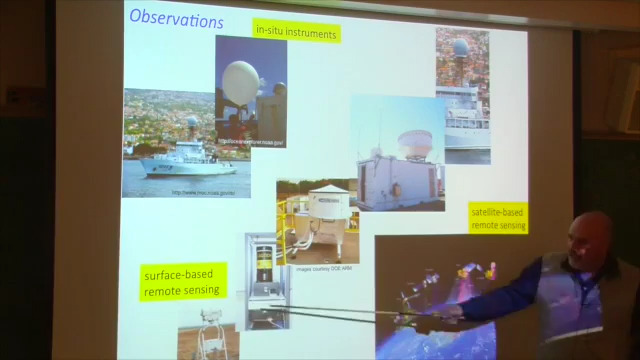 Observations
in-situ instruments
satellite-based
remote sensing
images courtesy DOE ARM
surface-based
remote sensing